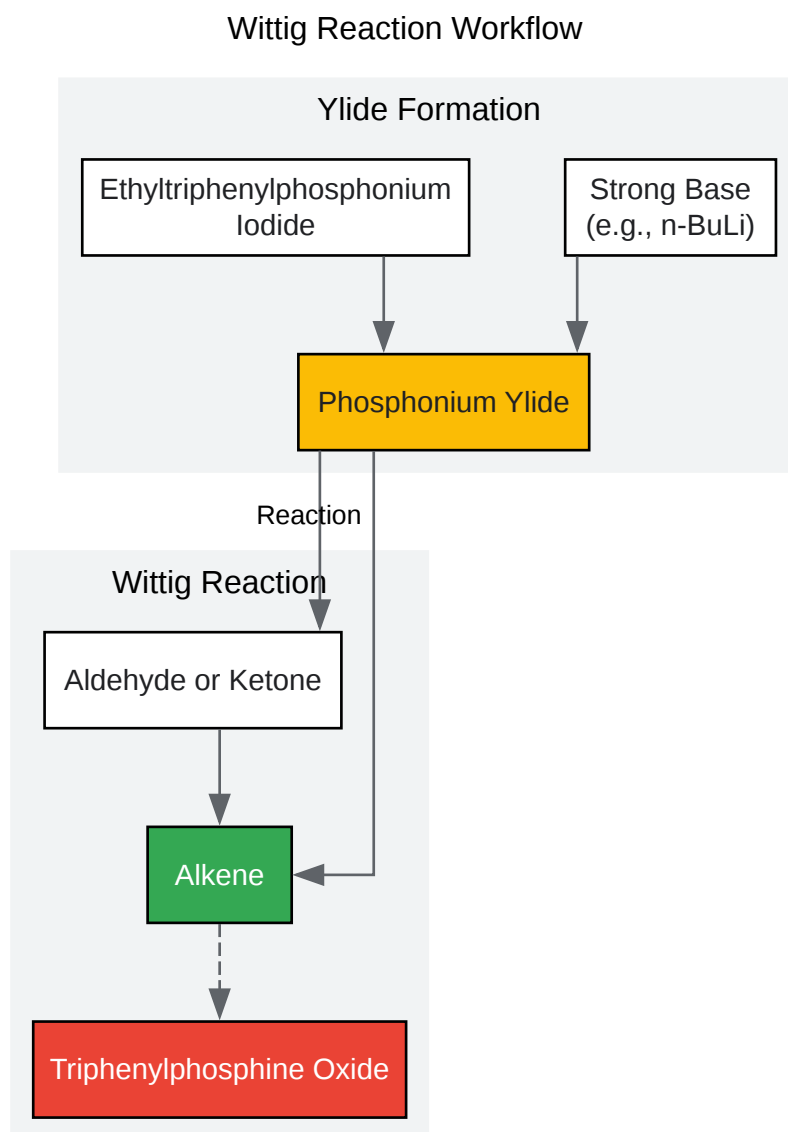 Wittig Reaction Workflow
Ylide Formation
Ethyltriphenylphosphonium
Iodide
Strong Base
(e.g., n-BuLi)
Phosphonium Ylide
Reaction
Wittig Reaction
Aldehyde or Ketone
Alkene
Triphenylphosphine Oxide